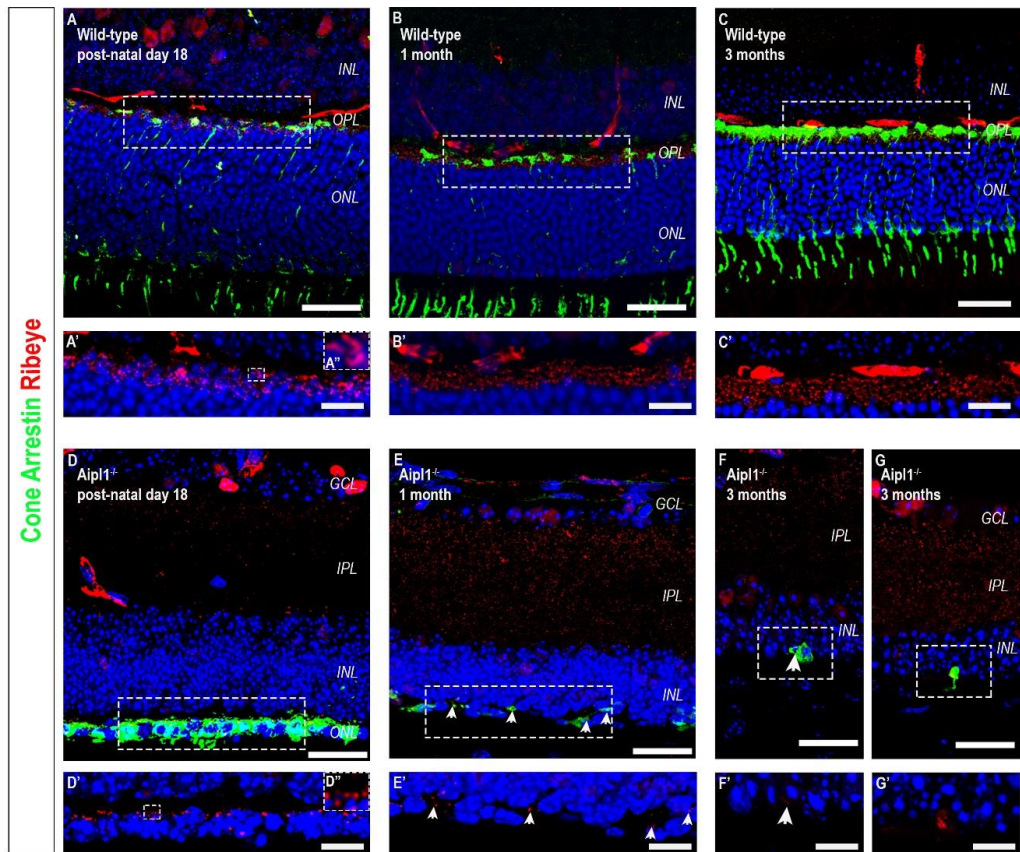 Cone Arrestin Ribeye
A
Wild-type
post-natal day 18
INL
OPL
ONL
B
Wild-type
1 month
INL
OPL
ONL
C
Wild-type
3 months
INL
OPL
ONL
A'
A"
B'
C'
D
Aipl1-/-
post-natal day 18
GCL
IPL
INL
ONL
E
Aipl1-/-
1 month
GCL
IPL
INL
F
Aipl1-/-
3 months
IPL
INL
G
Aipl1-/-
3 months
GCL
IPL
INL
D'
D"
E'
F'
G'